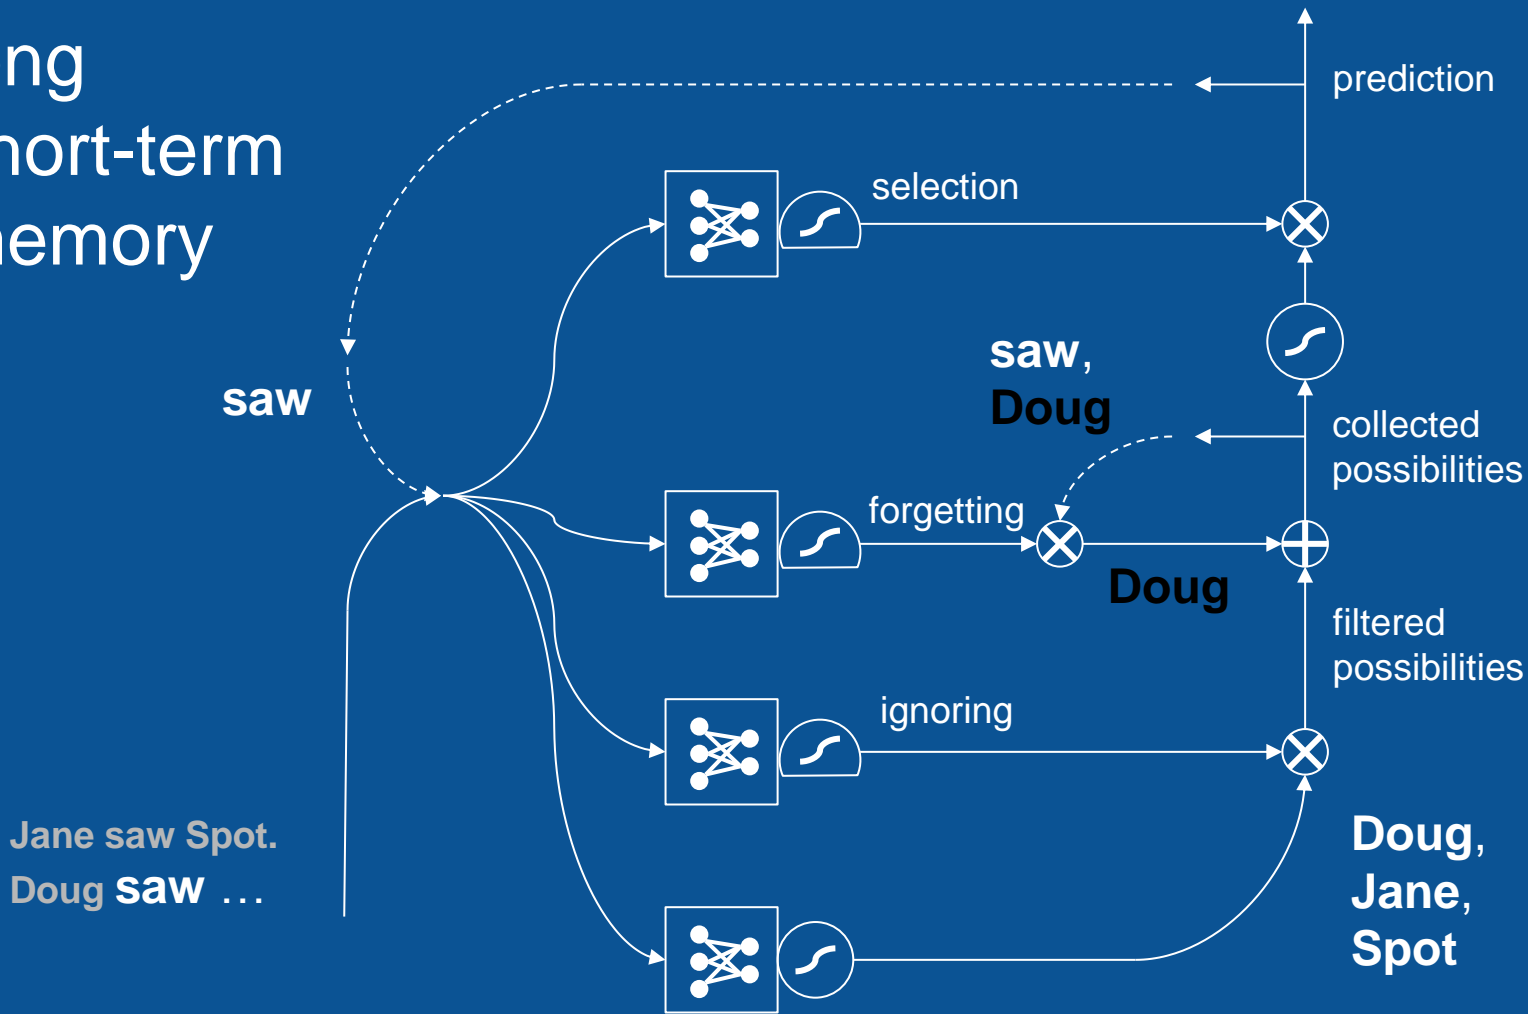 ng
ort-term
emory
prediction
selection
saw,
Doug
saw
collected
possibilities
forgetting
Doug
filtered
possibilities
ignoring
Jane saw Spot.
Doug saw …
Doug,
Jane,
Spot